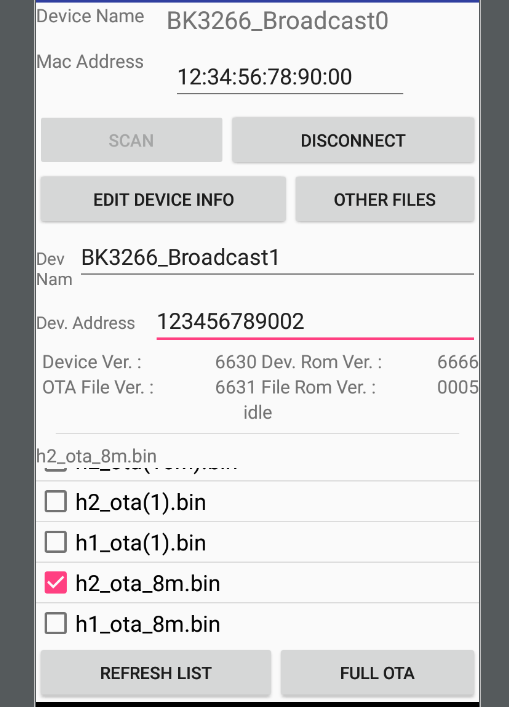 Device Name BK3266_Broadcast0
Mac Address 12:34:56:78:90:00
SCAN DISCONNECT
EDIT DEVICE INFO OTHER FILES
Dev Nam BK3266_Broadcast1
Dev. Address 123456789002
Device Ver. : 6630 Dev. Rom Ver. : 6666
OTA File Ver. : 6631 File Rom Ver. : 0005
idle
h2_ota_8m.bin
h2_ota(1).bin
h1_ota(1).bin
h2_ota_8m.bin
h1_ota_8m.bin
REFRESH LIST FULL OTA